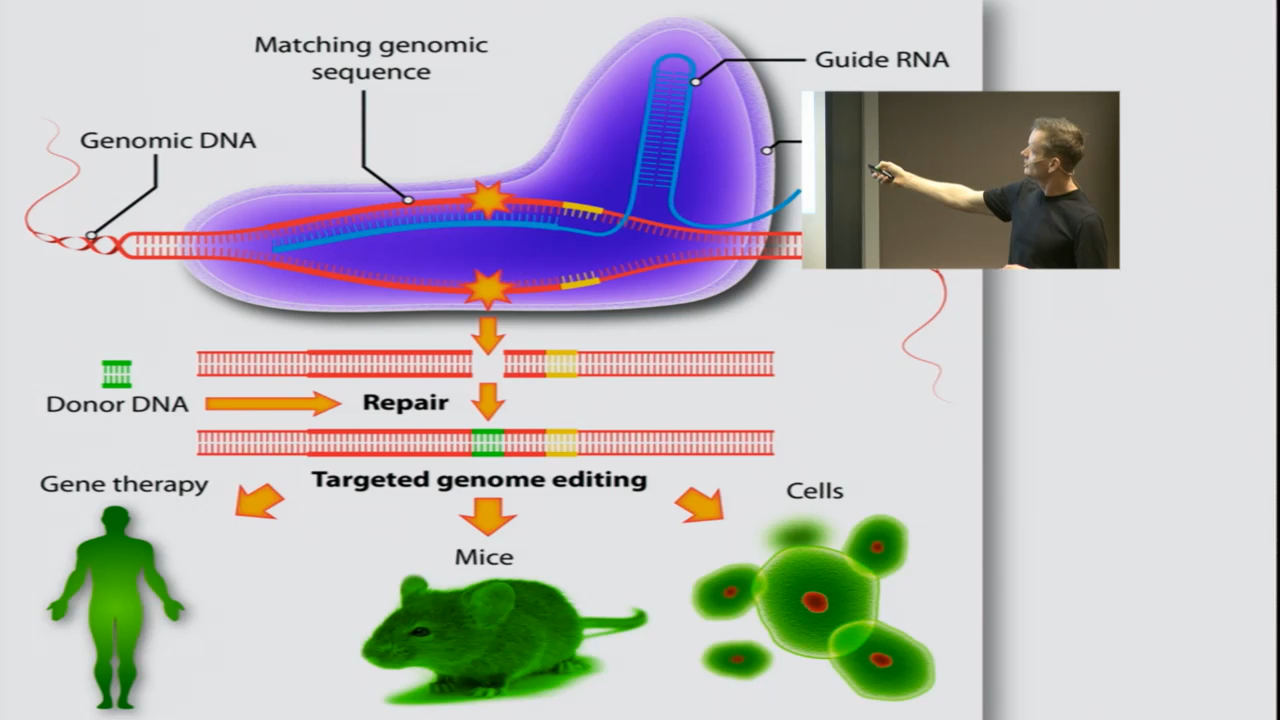 Matching genomic
sequence
Guide RNA
Genomic DNA
Donor DNA
Repair
Targeted genome editing
Gene therapy
Cells
Mice